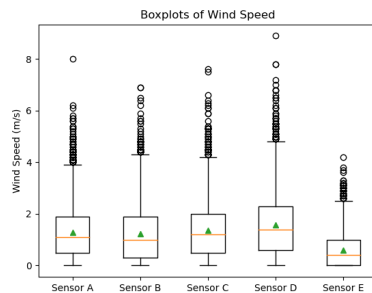 Boxplots of Wind Speed
8
6
4
2
0
Wind Speed (m/s)
Sensor A Sensor B Sensor C Sensor D Sensor E